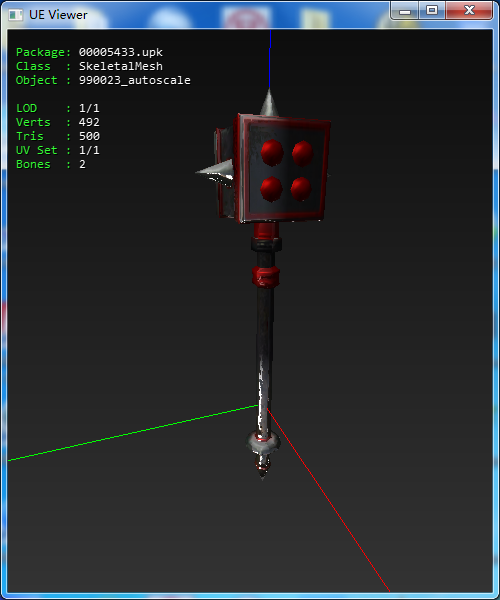 UE Viewer
Package: 00005433.upk
Class : SkeletalMesh
Object : 990023_autoscale
LOD : 1/1
Verts : 492
Tris : 500
UV Set : 1/1
Bones : 2